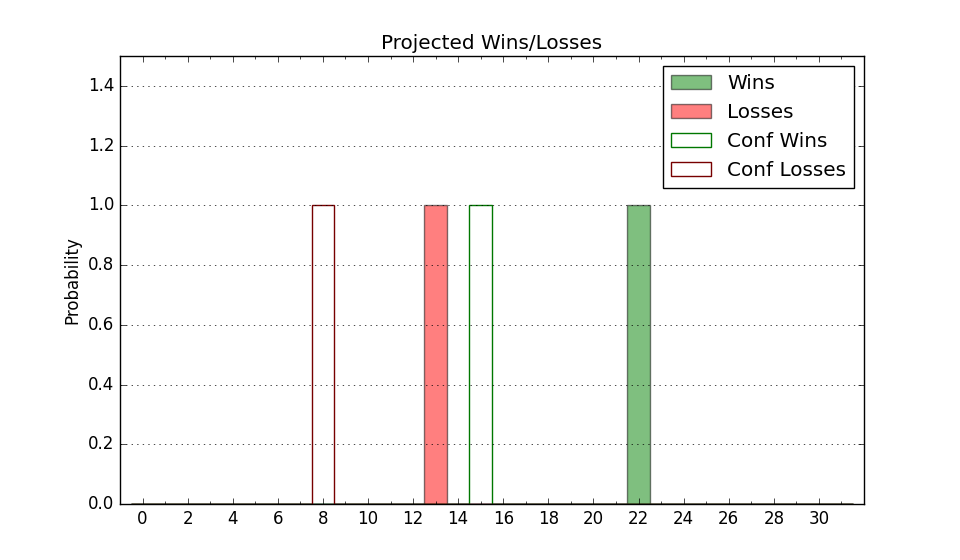 Projected Wins/Losses
Wins
Losses
Conf Wins
Conf Losses
Probability
1.4
1.2
1.0
0.8
0.6
0.4
0.2
0.0
0 2 4 6 8 10 12 14 16 18 20 22 24 26 28 30